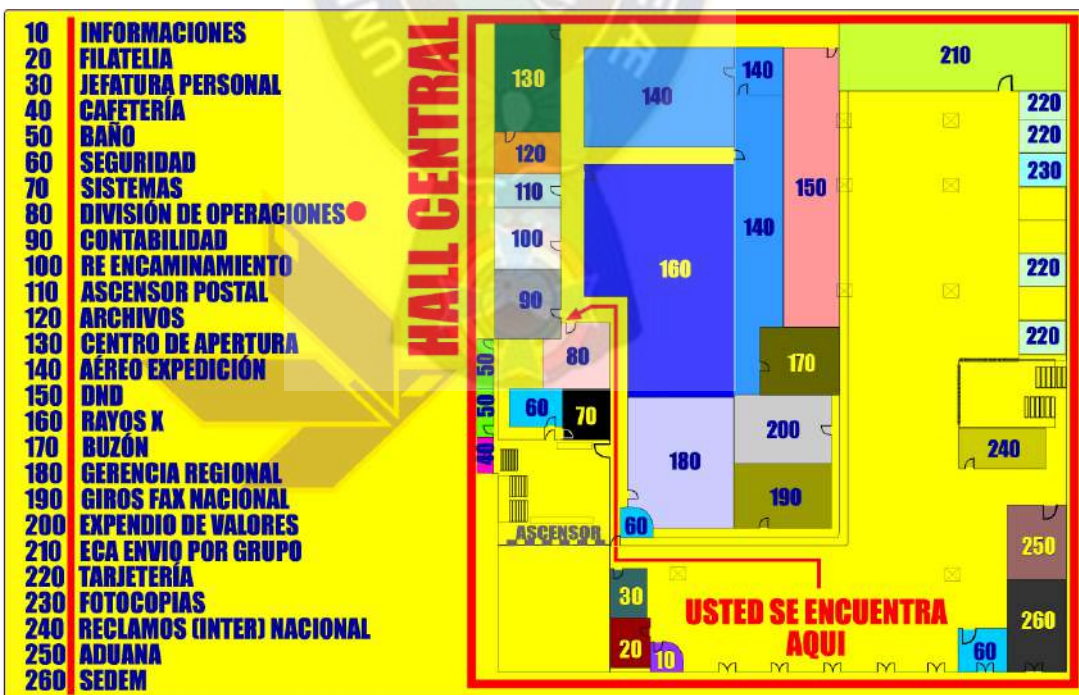 10 INFORMACIONES
20 FILATELIA
30 JEFATURA PERSONAL
40 CAFETERÍA
50 BAÑO
60 SEGURIDAD
70 SISTEMAS
80 DIVISIÓN DE OPERACIONES
90 CONTABILIDAD
100 RE ENCAMINAMIENTO
110 ASCENSOR POSTAL
120 ARCHIVOS
130 CENTRO DE APERTURA
140 AÉREO EXPEDICIÓN
150 DND
160 RAYOS X
170 BUZÓN
180 GERENCIA REGIONAL
190 GIROS FAX NACIONAL
200 EXPENDIO DE VALORES
210 ECA ENVIO POR GRUPO
220 TARJETERÍA
230 FOTOCOPIAS
240 RECLAMOS (INTER) NACIONAL
250 ADUANA
260 SEDEM
HALL CENTRAL
130
140
140
210
220
120
220
110
150
230
100
140
160
220
90
50
80
170
220
50
60
70
200
40
180
240
190
60
ASCENSOR
250
30
USTED SE ENCUENTRA
AQUI
260
20
10
60